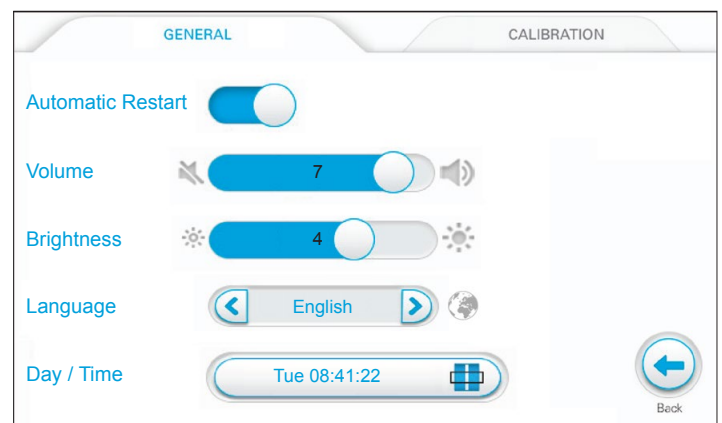 GENERAL CALIBRATION
Automatic Restart
Volume 7
Brightness 4
Language English
Day / Time Tue 08:41:22
Back